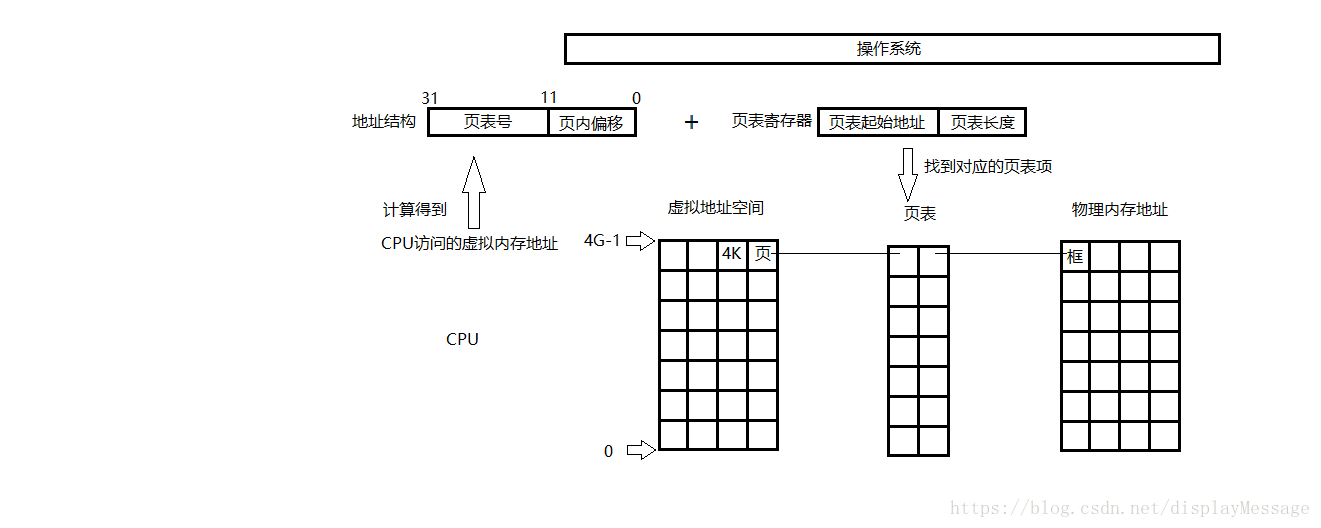 操作系统
31 11 0
地址结构 页表号 页内偏移 + 页表寄存器 页表起始地址 页表长度
找到对应的页表项
计算得到 虚拟地址空间 页表 物理内存地址
CPU访问的虚拟内存地址 4G-1
4K 页 框
CPU
0
https://blog.csdn.net/displayMessage